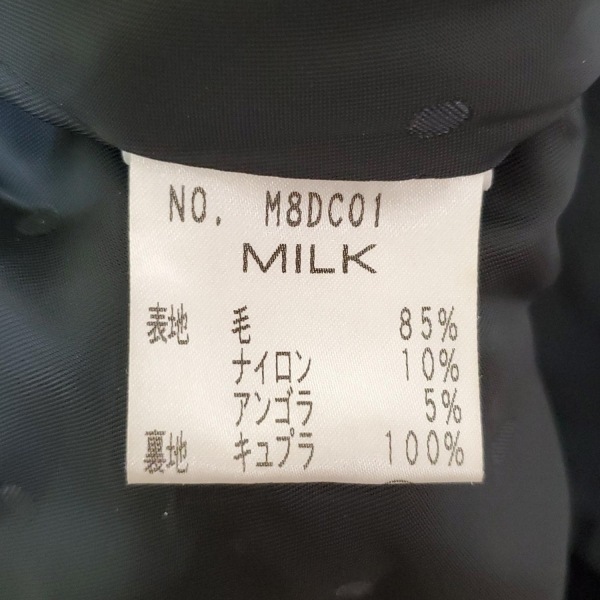 NO. M8DC01
MILK
表地 毛 85%
ナイロン 10%
アンゴラ 5%
裏地 キュプラ 100%